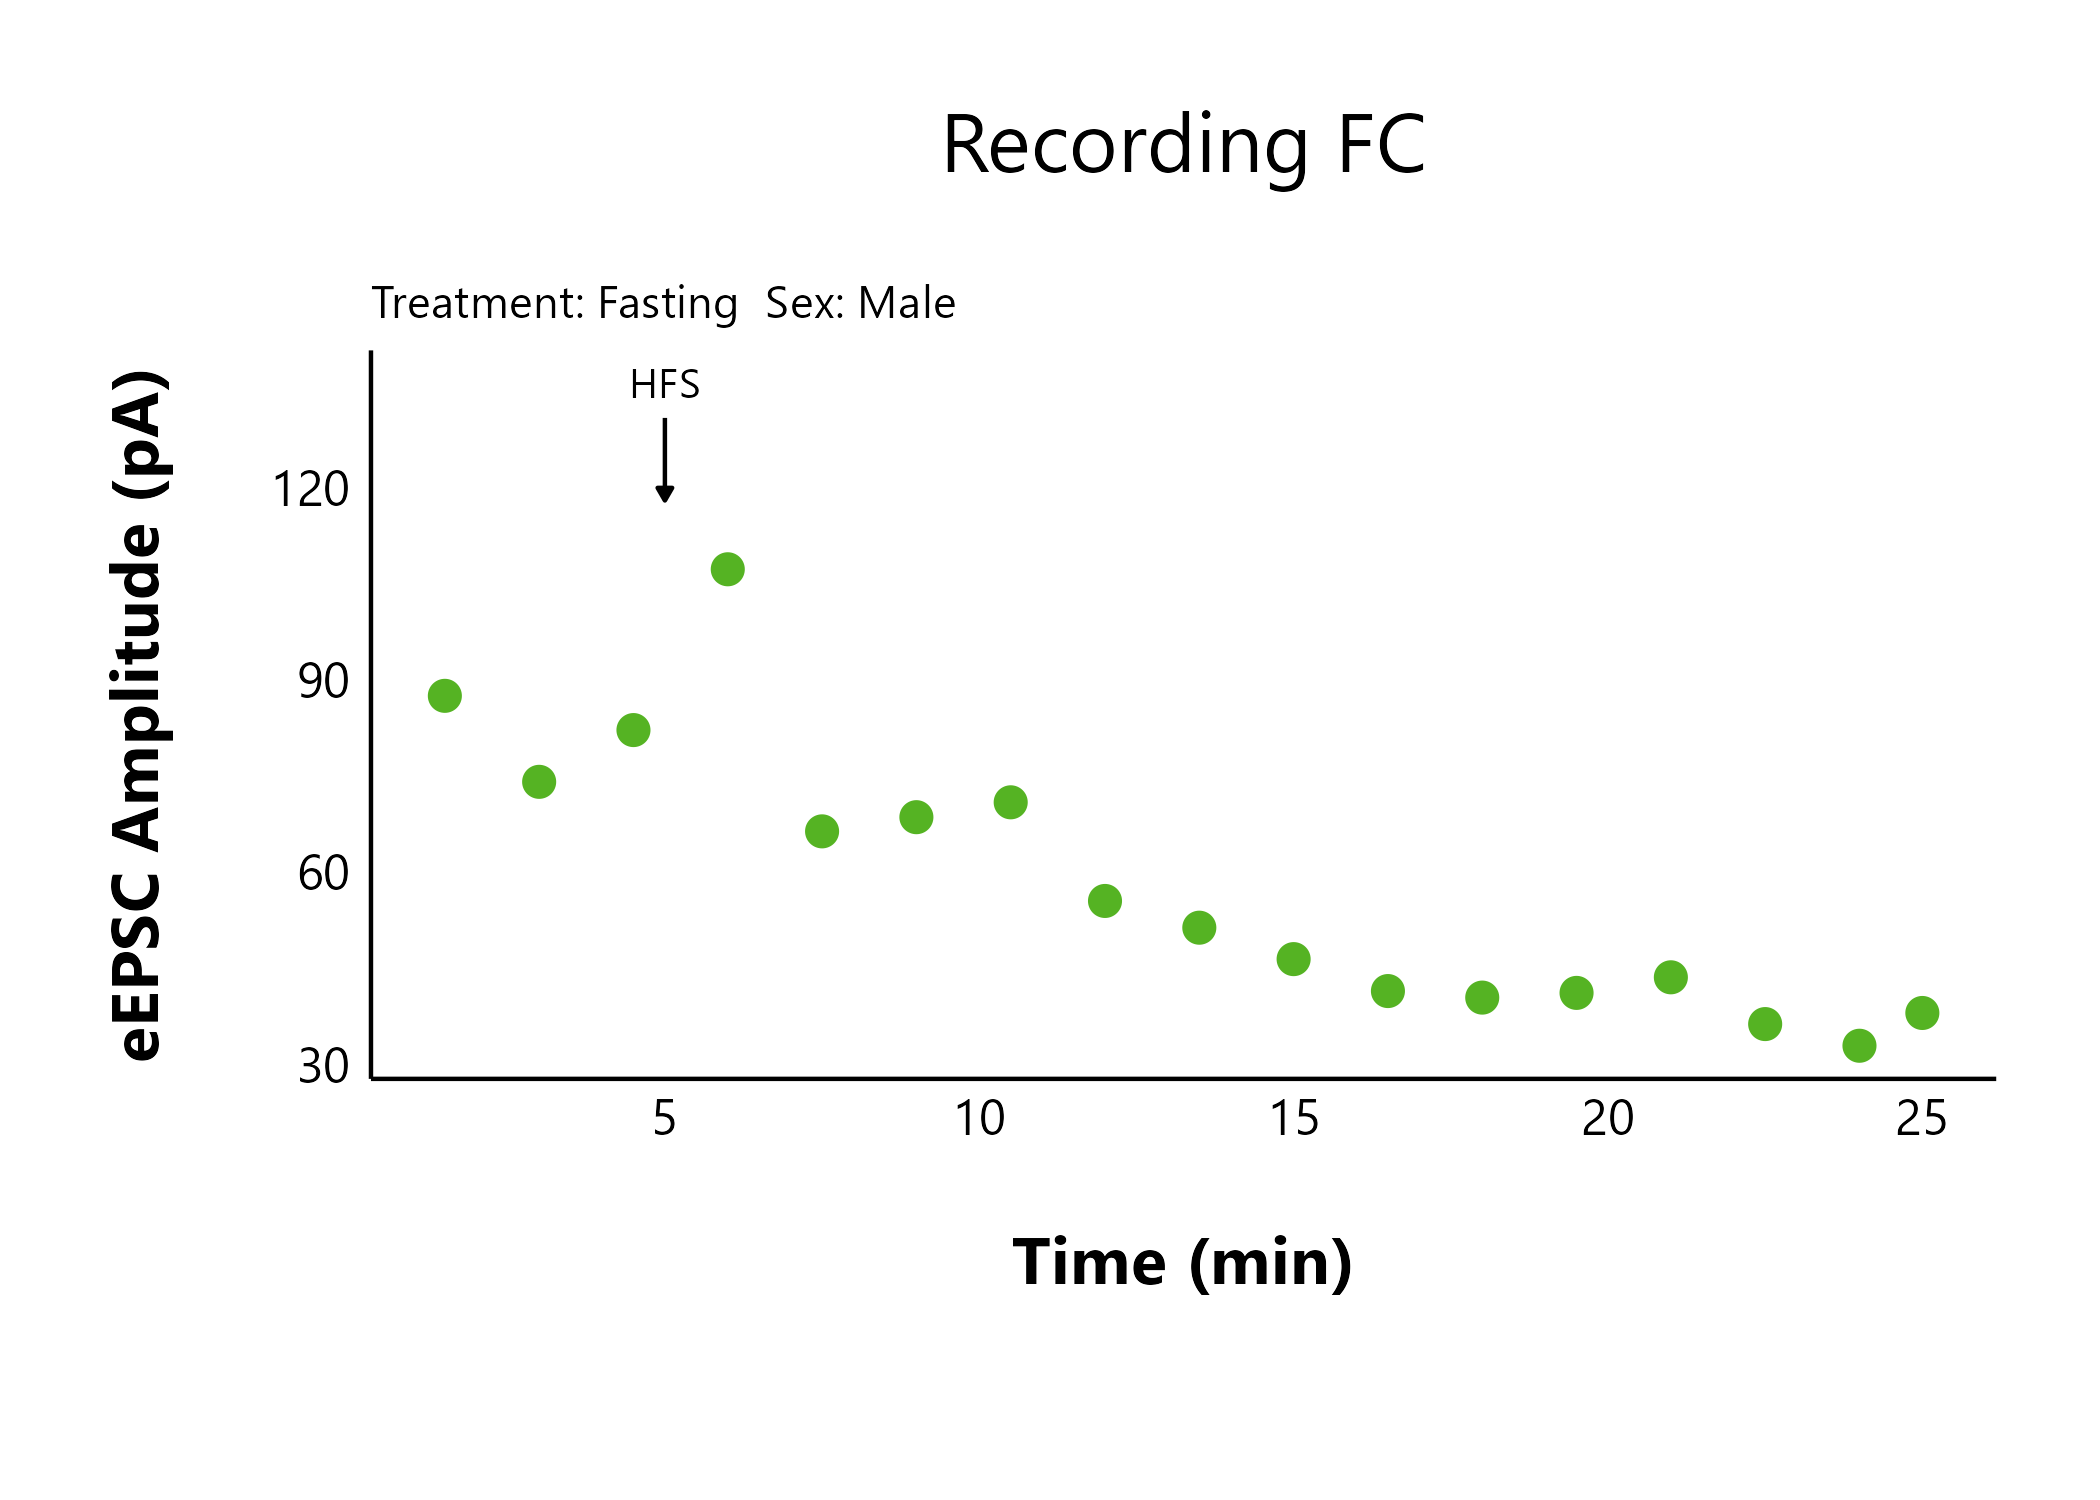 Recording FC
Treatment: Fasting  Sex: Male
HFS
eEPSC Amplitude (pA)
120
90
60
30
5 10 15 20 25
Time (min)